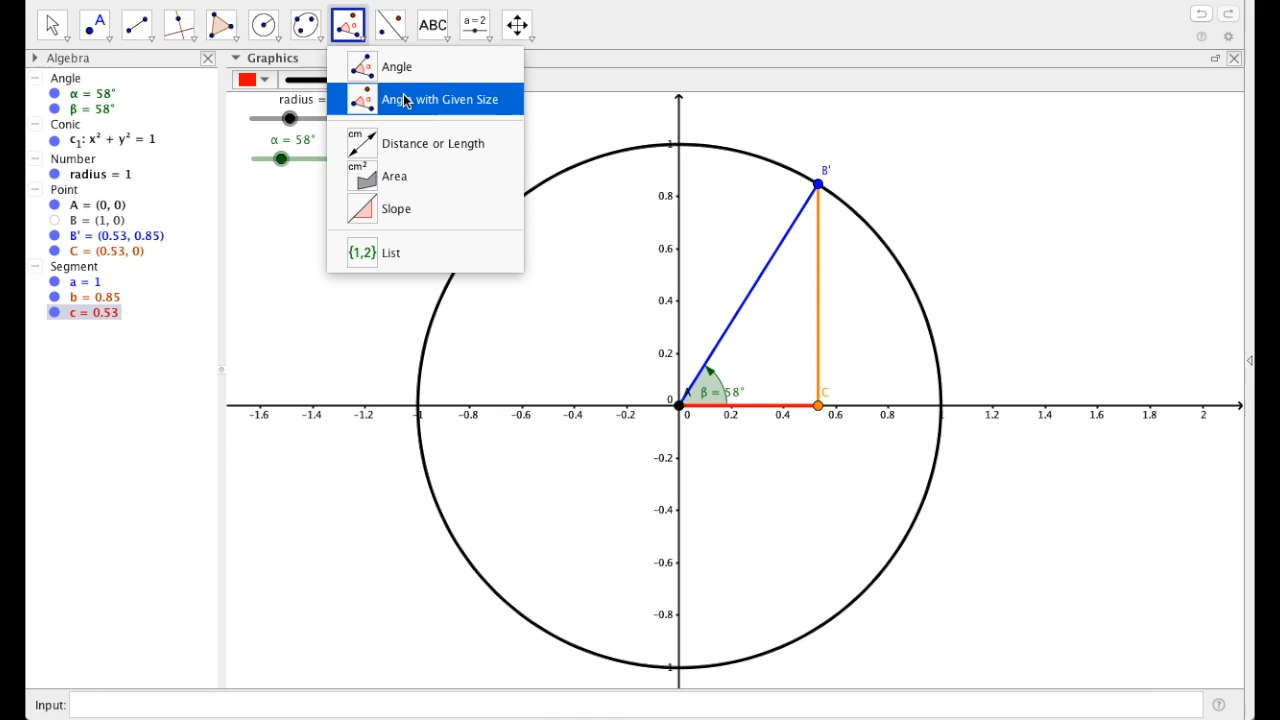 A
ABC
a=2
Algebra
Graphics
Angle
α = 58°
β = 58°
Conic
c₁: x² + y² = 1
Number
radius = 1
Point
A = (0, 0)
B = (1, 0)
B' = (0.53, 0.85)
C = (0.53, 0)
Segment
a = 1
b = 0.85
c = 0.53
radius =
α = 58°
α Angle
α Angle with Given Size
cm Distance or Length
cm² Area
Slope
{1,2} List
1
B'
0.8
0.6
0.4
0.2
A β = 58° C
0
-1.6 -1.4 -1.2 -1 -0.8 -0.6 -0.4 -0.2 0 0.2 0.4 0.6 0.8 1.2 1.4 1.6 1.8 2
-0.2
-0.4
-0.6
-0.8
-1
Input: